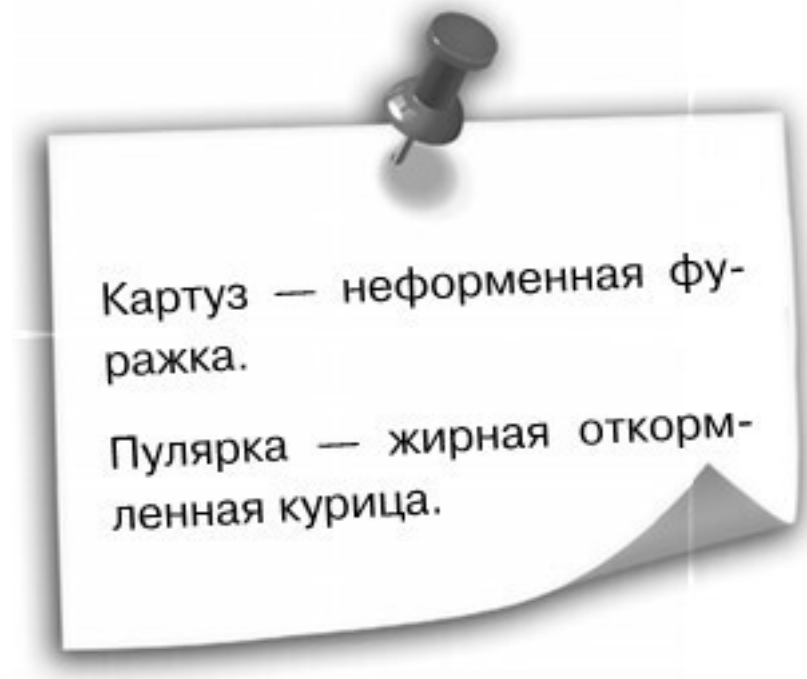 Картуз — неформенная фу-
ражка.
Пулярка — жирная откорм-
ленная курица.